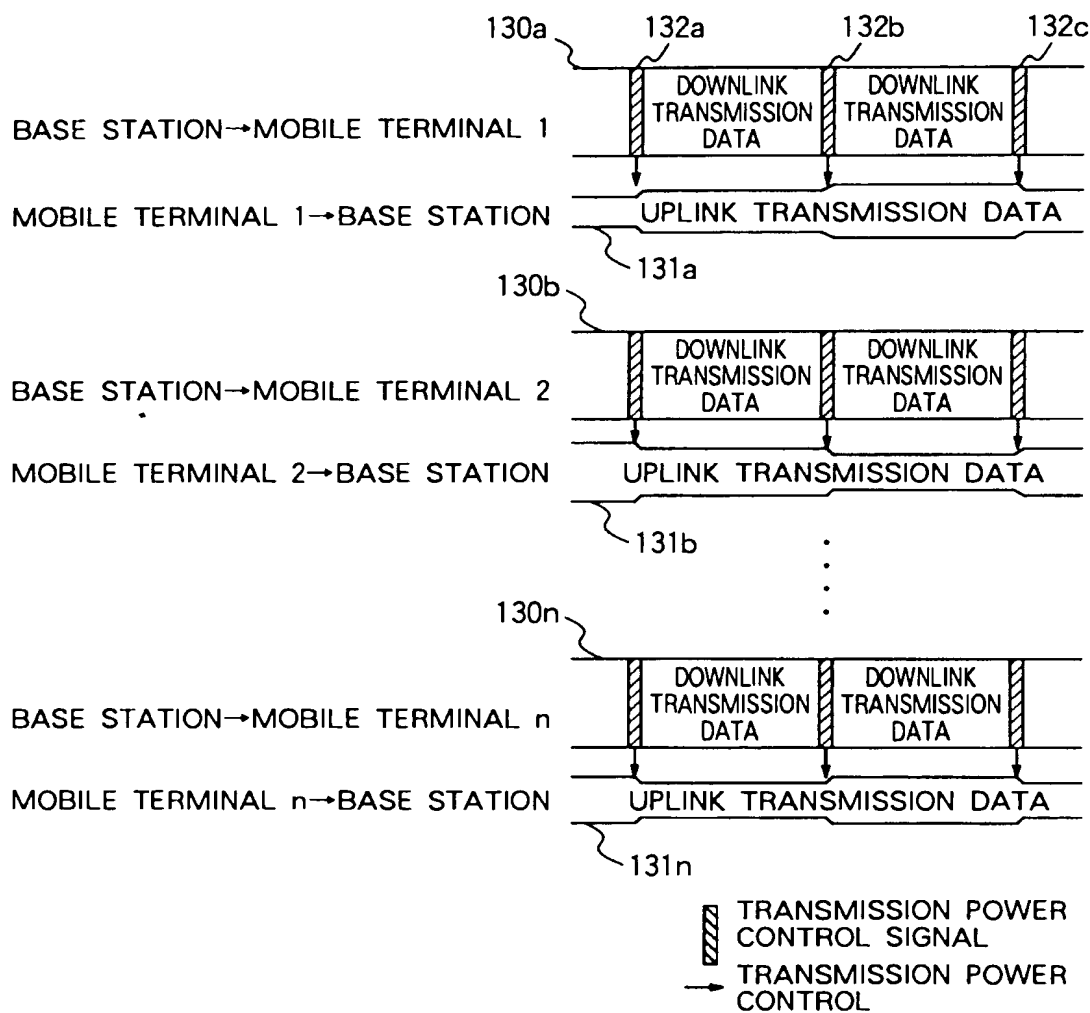 130a 132a 132b 132c
DOWNLINK TRANSMISSION DATA DOWNLINK TRANSMISSION DATA
BASE STATION→MOBILE TERMINAL 1
MOBILE TERMINAL 1→BASE STATION UPLINK TRANSMISSION DATA
131a
130b
DOWNLINK TRANSMISSION DATA DOWNLINK TRANSMISSION DATA
BASE STATION→MOBILE TERMINAL 2
MOBILE TERMINAL 2→BASE STATION UPLINK TRANSMISSION DATA
131b
130n
DOWNLINK TRANSMISSION DATA DOWNLINK TRANSMISSION DATA
BASE STATION→MOBILE TERMINAL n
MOBILE TERMINAL n→BASE STATION UPLINK TRANSMISSION DATA
131n
TRANSMISSION POWER
CONTROL SIGNAL
→ TRANSMISSION POWER
CONTROL